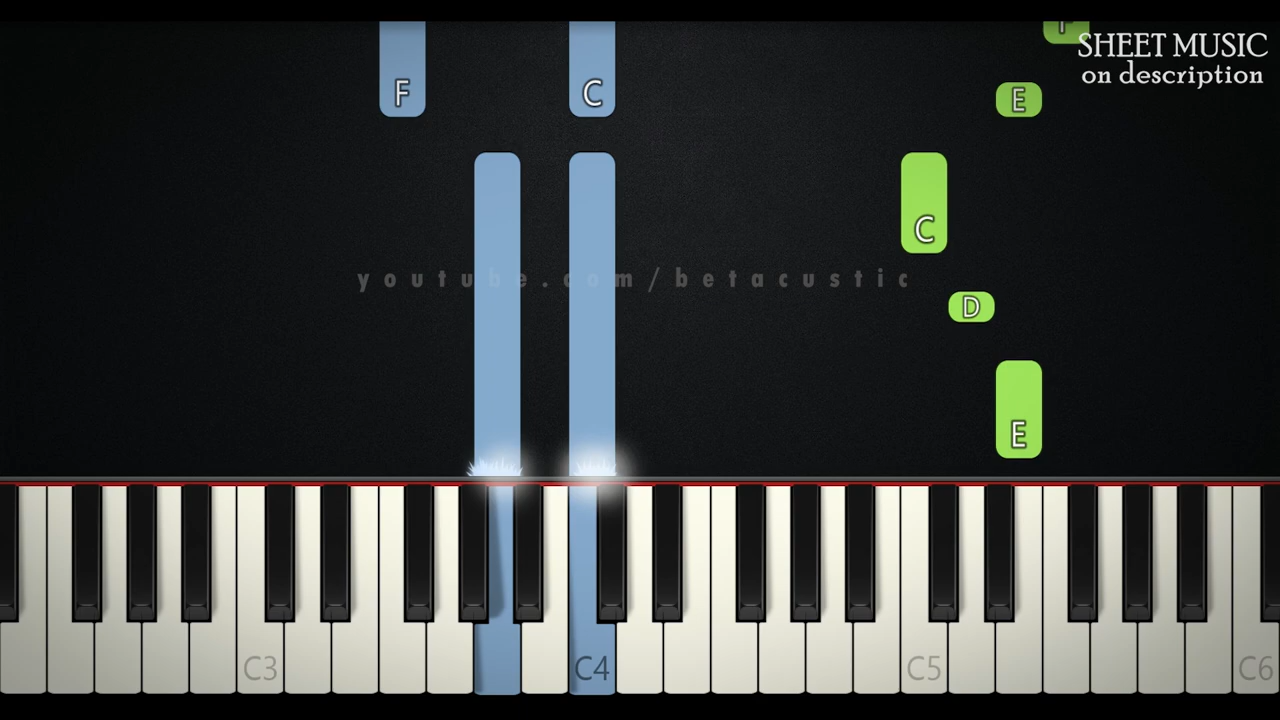 F
SHEET MUSIC
on description
F
C
E
C
youtube.com/betacustic
D
E
C3
C4
C5
C6